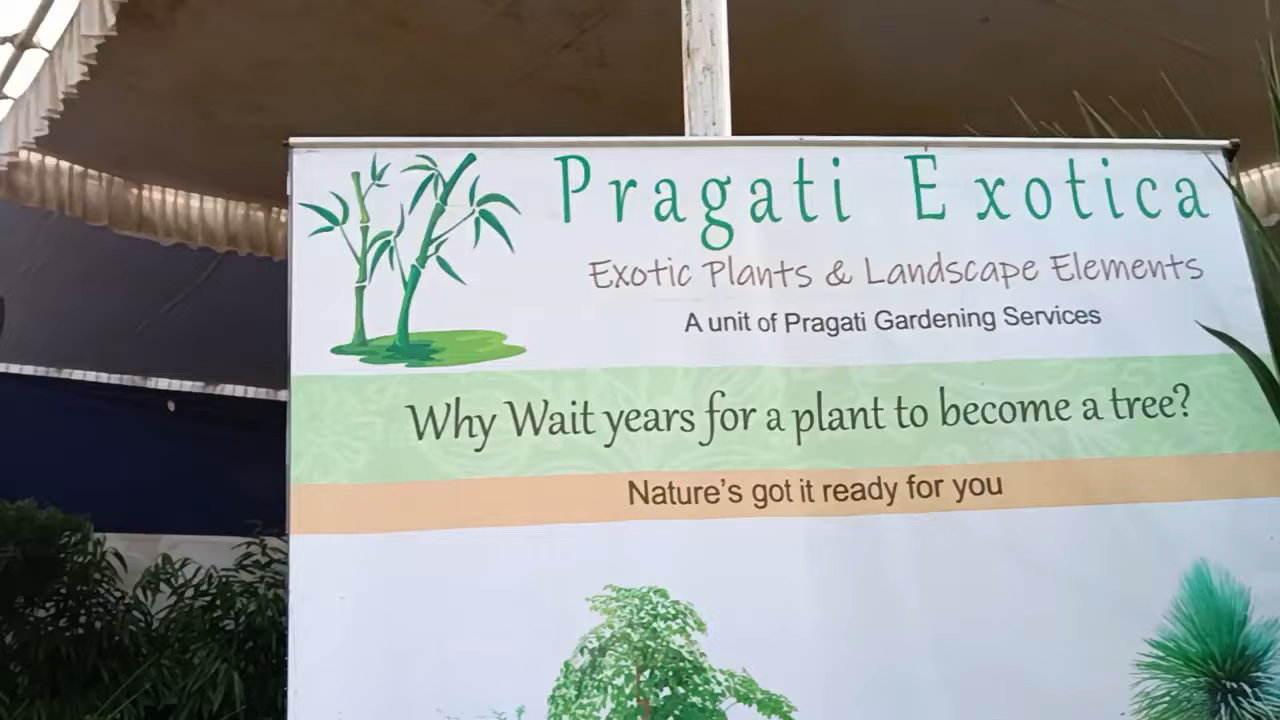 Pragati Exotica
Exotic Plants & Landscape Elements
A unit of Pragati Gardening Services
Why Wait years for a plant to become a tree?
Nature's got it ready for you